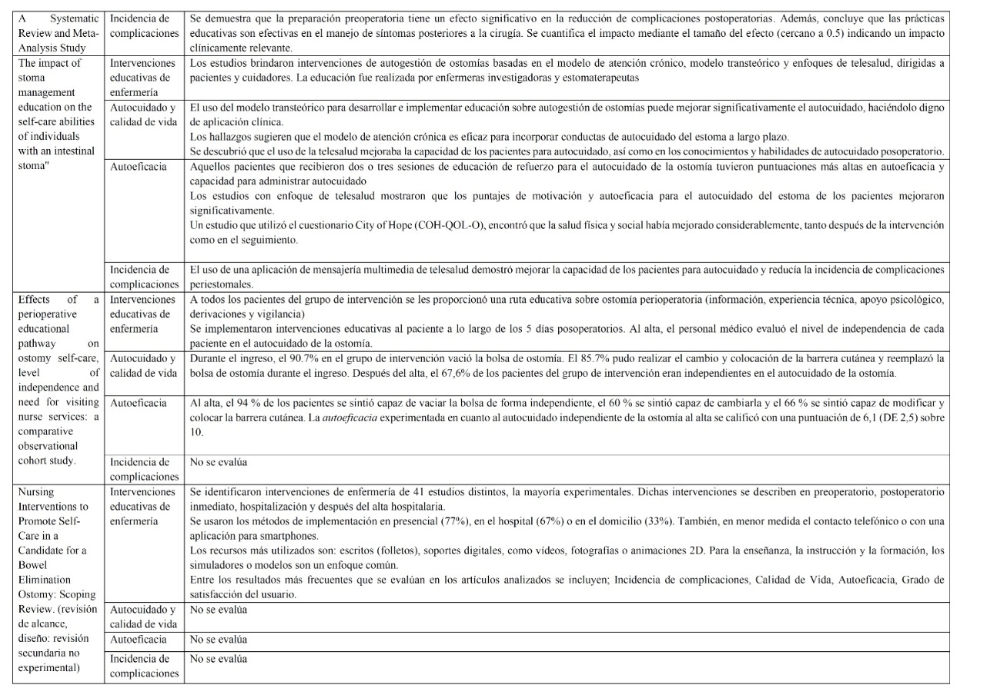 A Systematic
Review and Meta-
Analysis Study
Incidencia de
complicaciones
Se demuestra que la preparación preoperatoria tiene un efecto significativo en la reducción de complicaciones postoperatorias. Además, concluye que las prácticas
educativas son efectivas en el manejo de síntomas posteriores a la cirugía. Se cuantifica el impacto mediante el tamaño del efecto (cercano a 0.5) indicando un impacto
clínicamente relevante.
The impact of
stoma
management
education on the
self-care abilities
of individuals
with an intestinal
stoma"
Intervenciones
educativas de
enfermería
Los estudios brindaron intervenciones de autogestión de ostomías basadas en el modelo de atención crónico, modelo transteórico y enfoques de telesalud, dirigidas a
pacientes y cuidadores. La educación fue realizada por enfermeras investigadoras y estomaterapeutas
Autocuidado y
calidad de vida
El uso del modelo transteórico para desarrollar e implementar educación sobre autogestión de ostomías puede mejorar significativamente el autocuidado, haciéndolo digno
de aplicación clínica.
Los hallazgos sugieren que el modelo de atención crónica es eficaz para incorporar conductas de autocuidado del estoma a largo plazo.
Se descubrió que el uso de la telesalud mejoraba la capacidad de los pacientes para autocuidado, así como en los conocimientos y habilidades de autocuidado posoperatorio.
Autoeficacia
Aquellos pacientes que recibieron dos o tres sesiones de educación de refuerzo para el autocuidado de la ostomía tuvieron puntuaciones más altas en autoeficacia y
capacidad para administrar autocuidado
Los estudios con enfoque de telesalud mostraron que los puntajes de motivación y autoeficacia para el autocuidado del estoma de los pacientes mejoraron
significativamente.
Un estudio que utilizó el cuestionario City of Hope (COH-QOL-O), encontró que la salud física y social había mejorado considerablemente, tanto después de la intervención
como en el seguimiento.
Incidencia de
complicaciones
El uso de una aplicación de mensajería multimedia de telesalud demostró mejorar la capacidad de los pacientes para autocuidado y reducía la incidencia de complicaciones
periestomales.
Effects of a
perioperative
educational
pathway on
ostomy self-care,
level of
independence and
need for visiting
nurse services: a
comparative
observational
cohort study.
Intervenciones
educativas de
enfermería
A todos los pacientes del grupo de intervención se les proporcionó una ruta educativa sobre ostomía perioperatoria (información, experiencia técnica, apoyo psicológico,
derivaciones y vigilancia)
Se implementaron intervenciones educativas al paciente a lo largo de los 5 días posoperatorios. Al alta, el personal médico evaluó el nivel de independencia de cada
paciente en el autocuidado de la ostomía.
Autocuidado y
calidad de vida
Durante el ingreso, el 90.7% en el grupo de intervención vació la bolsa de ostomía. El 85.7% pudo realizar el cambio y colocación de la barrera cutánea y reemplazó la
bolsa de ostomía durante el ingreso. Después del alta, el 67,6% de los pacientes del grupo de intervención eran independientes en el autocuidado de la ostomía.
Autoeficacia
Al alta, el 94 % de los pacientes se sintió capaz de vaciar la bolsa de forma independiente, el 60 % se sintió capaz de cambiarla y el 66 % se sintió capaz de modificar y
colocar la barrera cutánea. La autoeficacia experimentada en cuanto al autocuidado independiente de la ostomía al alta se calificó con una puntuación de 6,1 (DE 2,5) sobre
10.
Incidencia de
complicaciones
No se evalúa
Nursing
Interventions to
Promote Self-
Care in a
Candidate for a
Bowel
Elimination
Ostomy: Scoping
Review. (revisión
de alcance,
diseño: revisión
secundaria no
experimental)
Intervenciones
educativas de
enfermería
Se identificaron intervenciones de enfermería de 41 estudios distintos, la mayoría experimentales. Dichas intervenciones se describen en preoperatorio, postoperatorio
inmediato, hospitalización y después del alta hospitalaria.
Se usaron los métodos de implementación en presencial (77%), en el hospital (67%) o en el domicilio (33%). También, en menor medida el contacto telefónico o con una
aplicación para smartphones.
Los recursos más utilizados son: escritos (folletos), soportes digitales, como vídeos, fotografías o animaciones 2D. Para la enseñanza, la instrucción y la formación, los
simuladores o modelos son un enfoque común.
Entre los resultados más frecuentes que se evalúan en los artículos analizados se incluyen; Incidencia de complicaciones, Calidad de Vida, Autoeficacia, Grado de
satisfacción del usuario.
Autocuidado y
calidad de vida
No se evalúa
Autoeficacia
No se evalúa
Incidencia de
complicaciones
No se evalúa